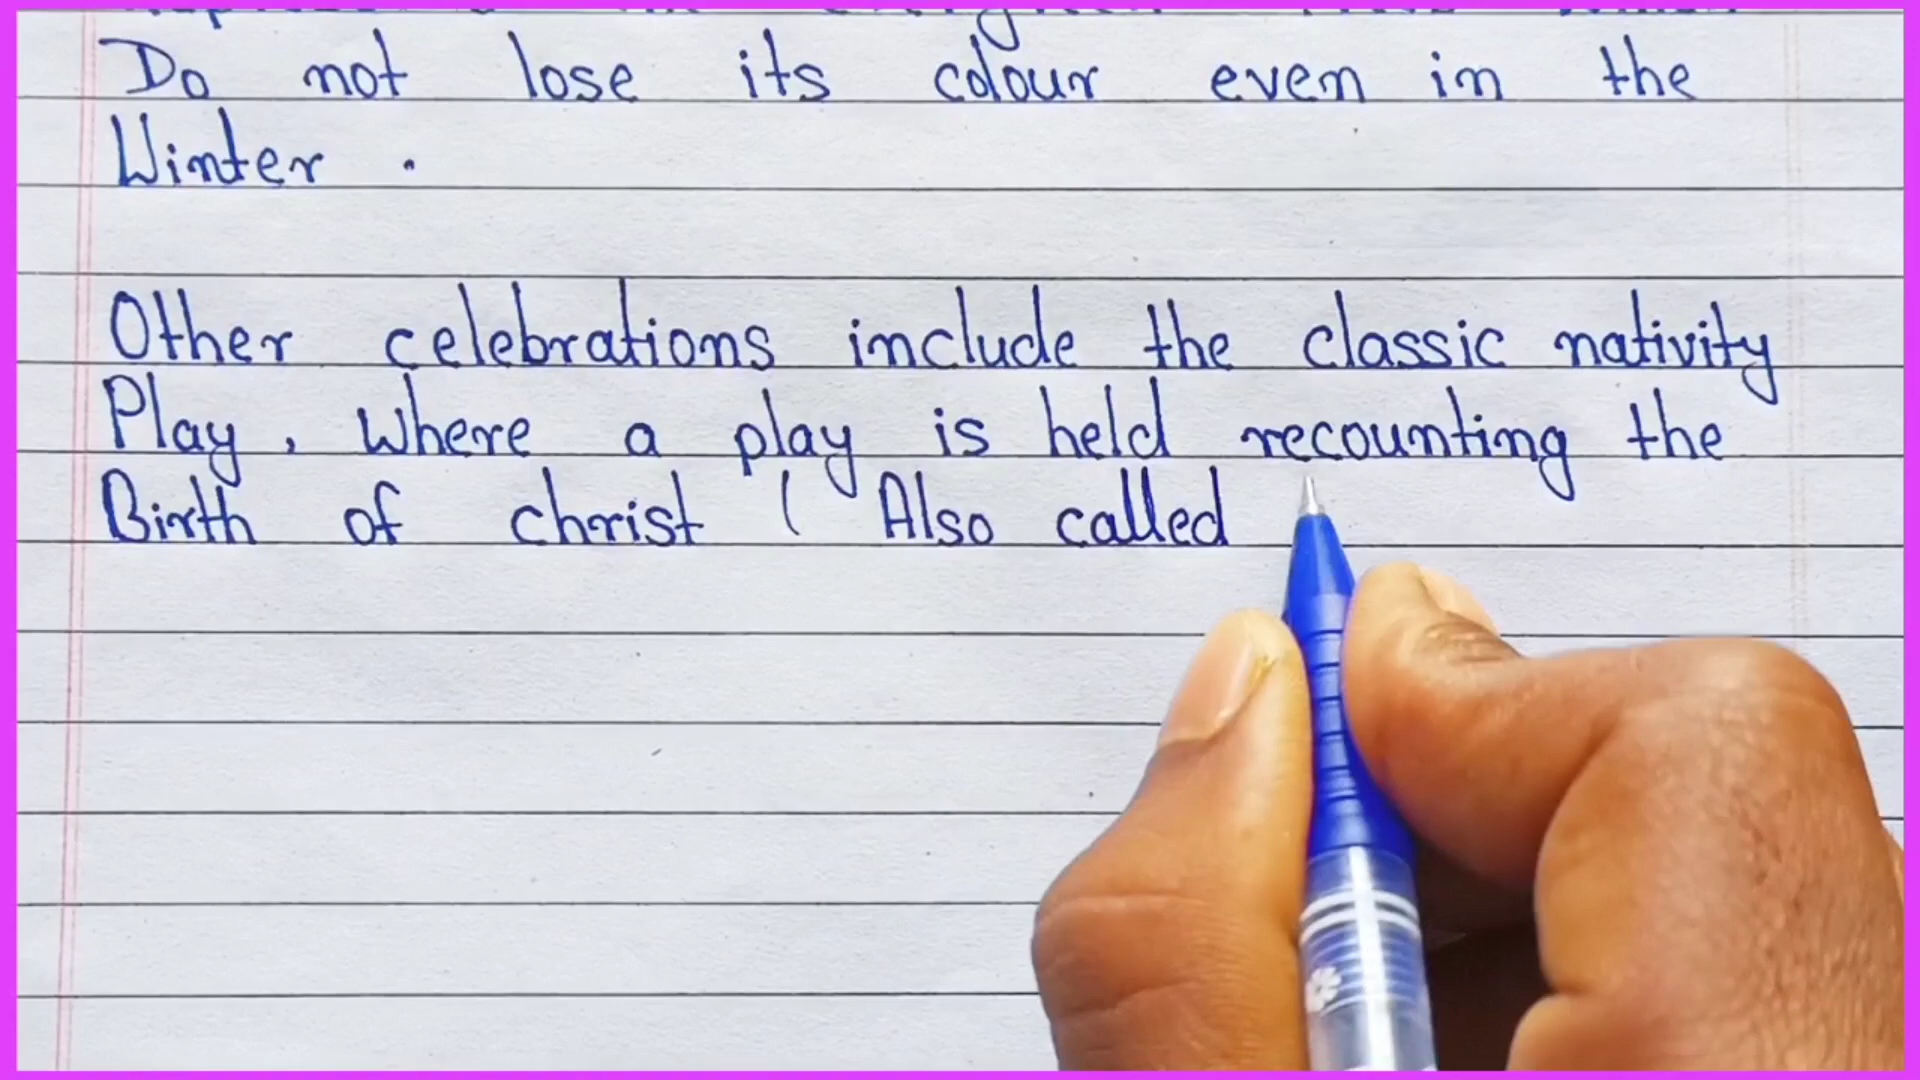 Do not lose its colour even in the
Winter .
Other celebrations include the classic nativity
Play, where a play is held recounting the
Birth of christ ( Also called